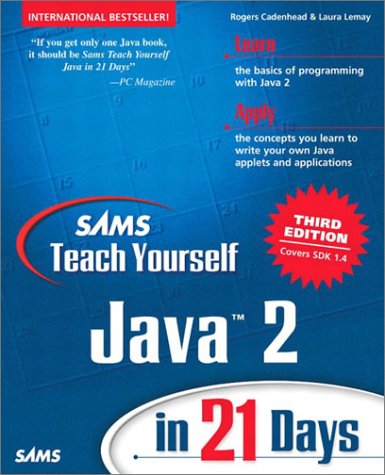 INTERNATIONAL BESTSELLER!
Rogers Cadenhead & Laura Lemay
"If you get only one Java book,
it should be Sams Teach Yourself
Java in 21 Days"
—PC Magazine
Learn
the basics of programming
with Java 2
Apply
the concepts you learn to
write your own Java
applets and applications
THIRD
EDITION
Covers SDK 1.4
SAMS
Teach Yourself
Java™ 2
in 21 Days
SAMS